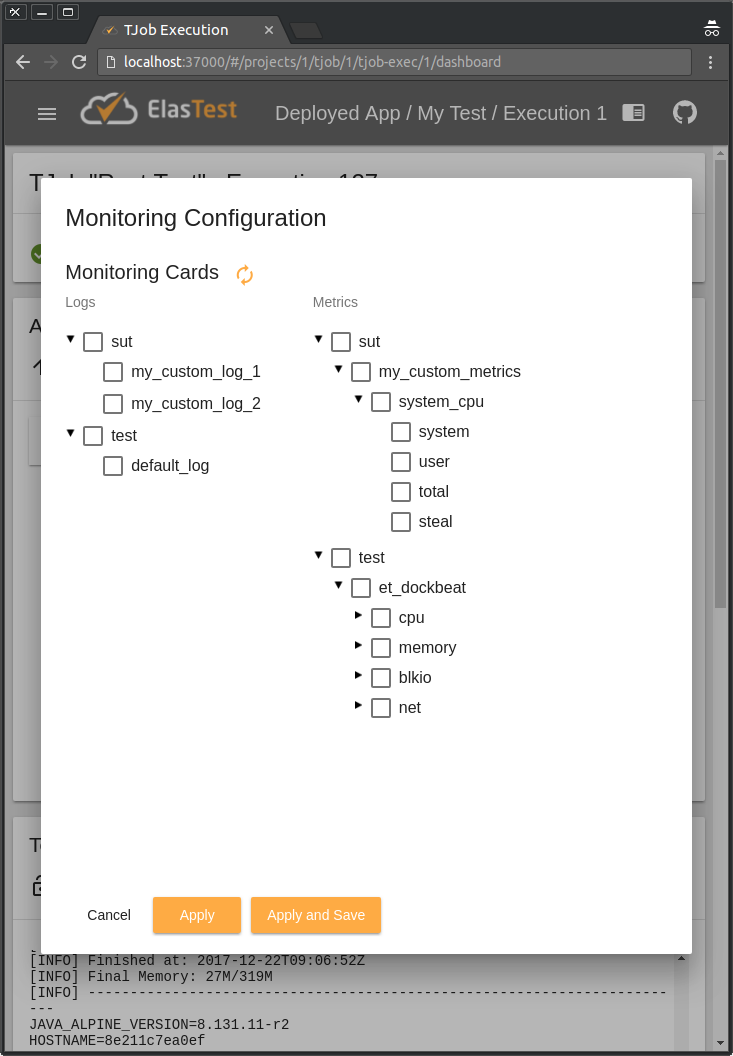 TJob Execution
localhost:37000/#/projects/1/tjob/1/tjob-exec/1/dashboard
ElasTest
Deployed App / My Test / Execution 1
Monitoring Configuration
Monitoring Cards
Logs
Metrics
sut
my_custom_log_1
my_custom_log_2
test
default_log
sut
my_custom_metrics
system_cpu
system
user
total
steal
test
et_dockbeat
cpu
memory
blkio
net
Cancel
Apply
Apply and Save
[INFO] Finished at: 2017-12-22T09:06:52Z
[INFO] Final Memory: 27M/319M
[INFO] ------------------------------------------------------------------------
JAVA_ALPINE_VERSION=8.131.11-r2
HOSTNAME=8e211c7ea0ef